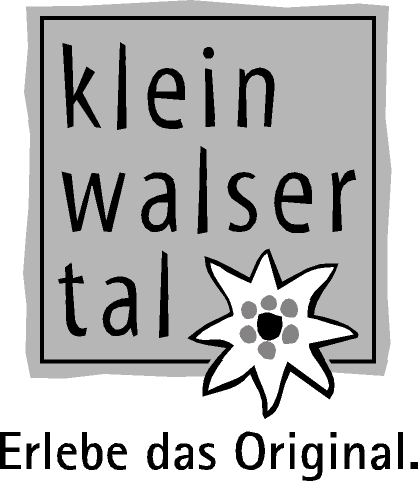 klein
walser
tal
Erlebe das Original.